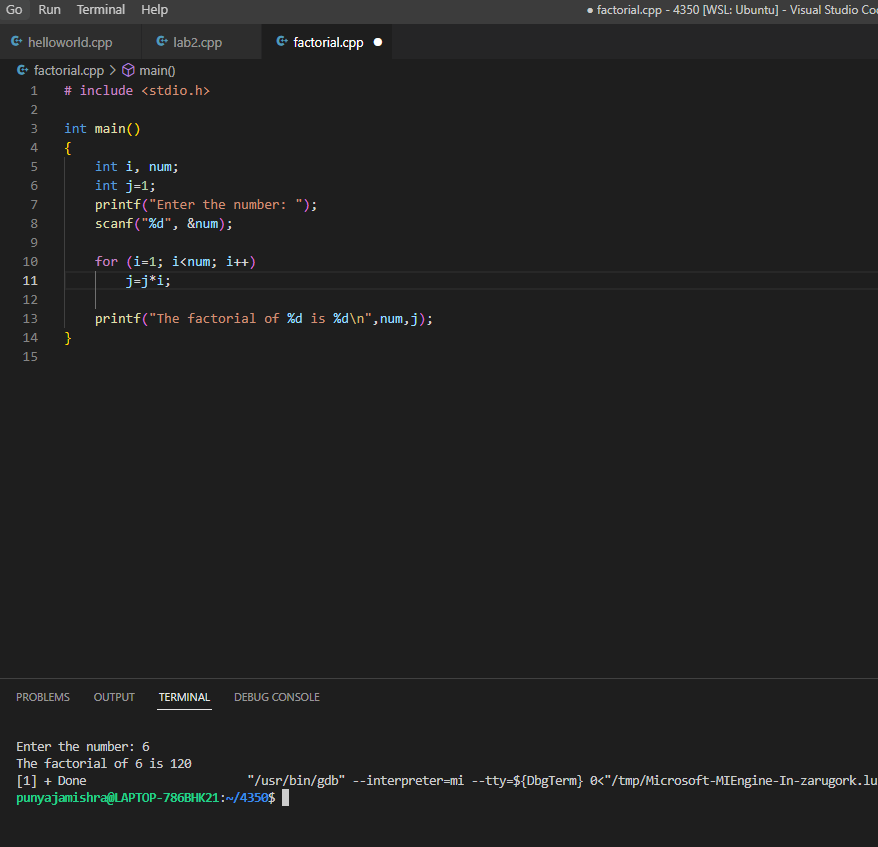 Go Run Terminal Help ● factorial.cpp - 4350 [WSL: Ubuntu] - Visual Studio Co
helloworld.cpp lab2.cpp factorial.cpp ●
factorial.cpp > main()
1 # include <stdio.h>
2
3 int main()
4 {
5 int i, num;
6 int j=1;
7 printf("Enter the number: ");
8 scanf("%d", &num);
9
10 for (i=1; i<num; i++)
11 j=j*i;
12
13 printf("The factorial of %d is %d\n",num,j);
14 }
15
PROBLEMS OUTPUT TERMINAL DEBUG CONSOLE
Enter the number: 6
The factorial of 6 is 120
[1] + Done "/usr/bin/gdb" --interpreter=mi --tty=${DbgTerm} 0<"/tmp/Microsoft-MIEngine-In-zarugork.lu
punyajamishra@LAPTOP-786BHK21:~/4350$